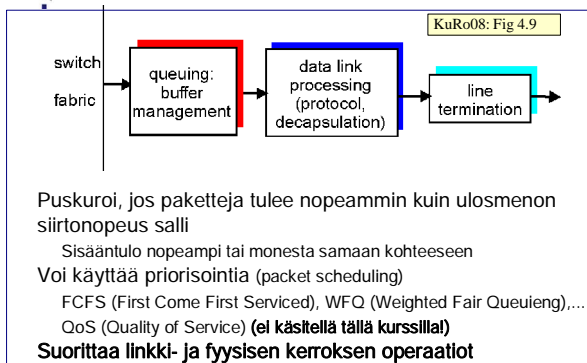 KuRo08: Fig 4.9
switch
fabric
queuing:
buffer
management
data link
processing
(protocol,
decapsulation)
line
termination
Puskuroi, jos paketteja tulee nopeammin kuin ulosmenon
siirtonopeus salli
Sisääntulo nopeampi tai monesta samaan kohteeseen
Voi käyttää priorisointia (packet scheduling)
FCFS (First Come First Serviced), WFQ (Weighted Fair Queuieng),...
QoS (Quality of Service) (ei käsitellä tällä kurssilla!)
Suorittaa linkki- ja fyysisen kerroksen operaatiot